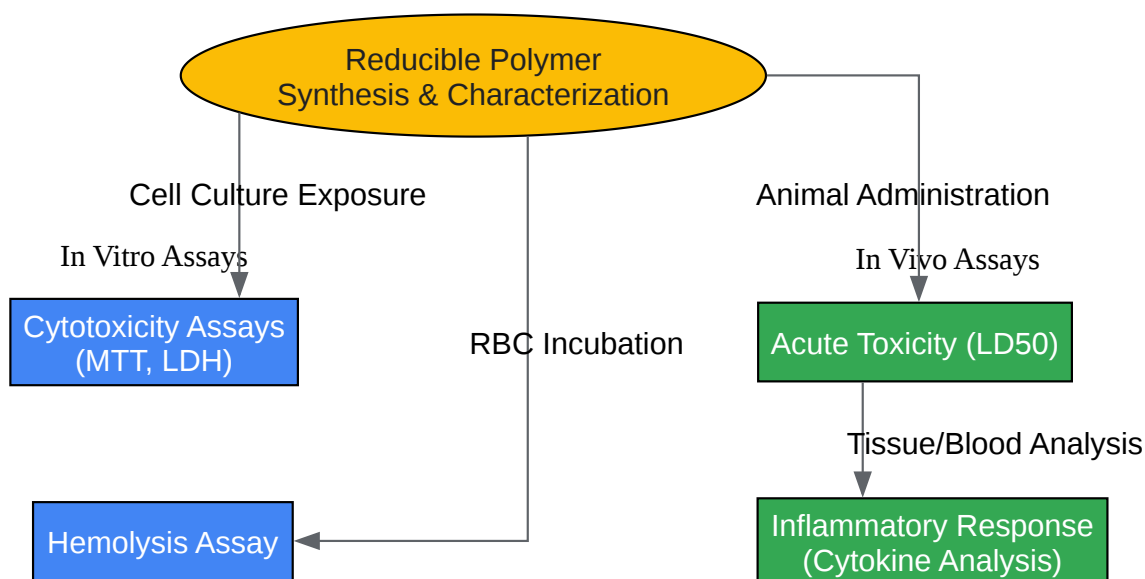 Reducible Polymer
Synthesis & Characterization
Cell Culture Exposure
Animal Administration
In Vitro Assays
In Vivo Assays
Cytotoxicity Assays
(MTT, LDH)
RBC Incubation
Acute Toxicity (LD50)
Tissue/Blood Analysis
Hemolysis Assay
Inflammatory Response
(Cytokine Analysis)